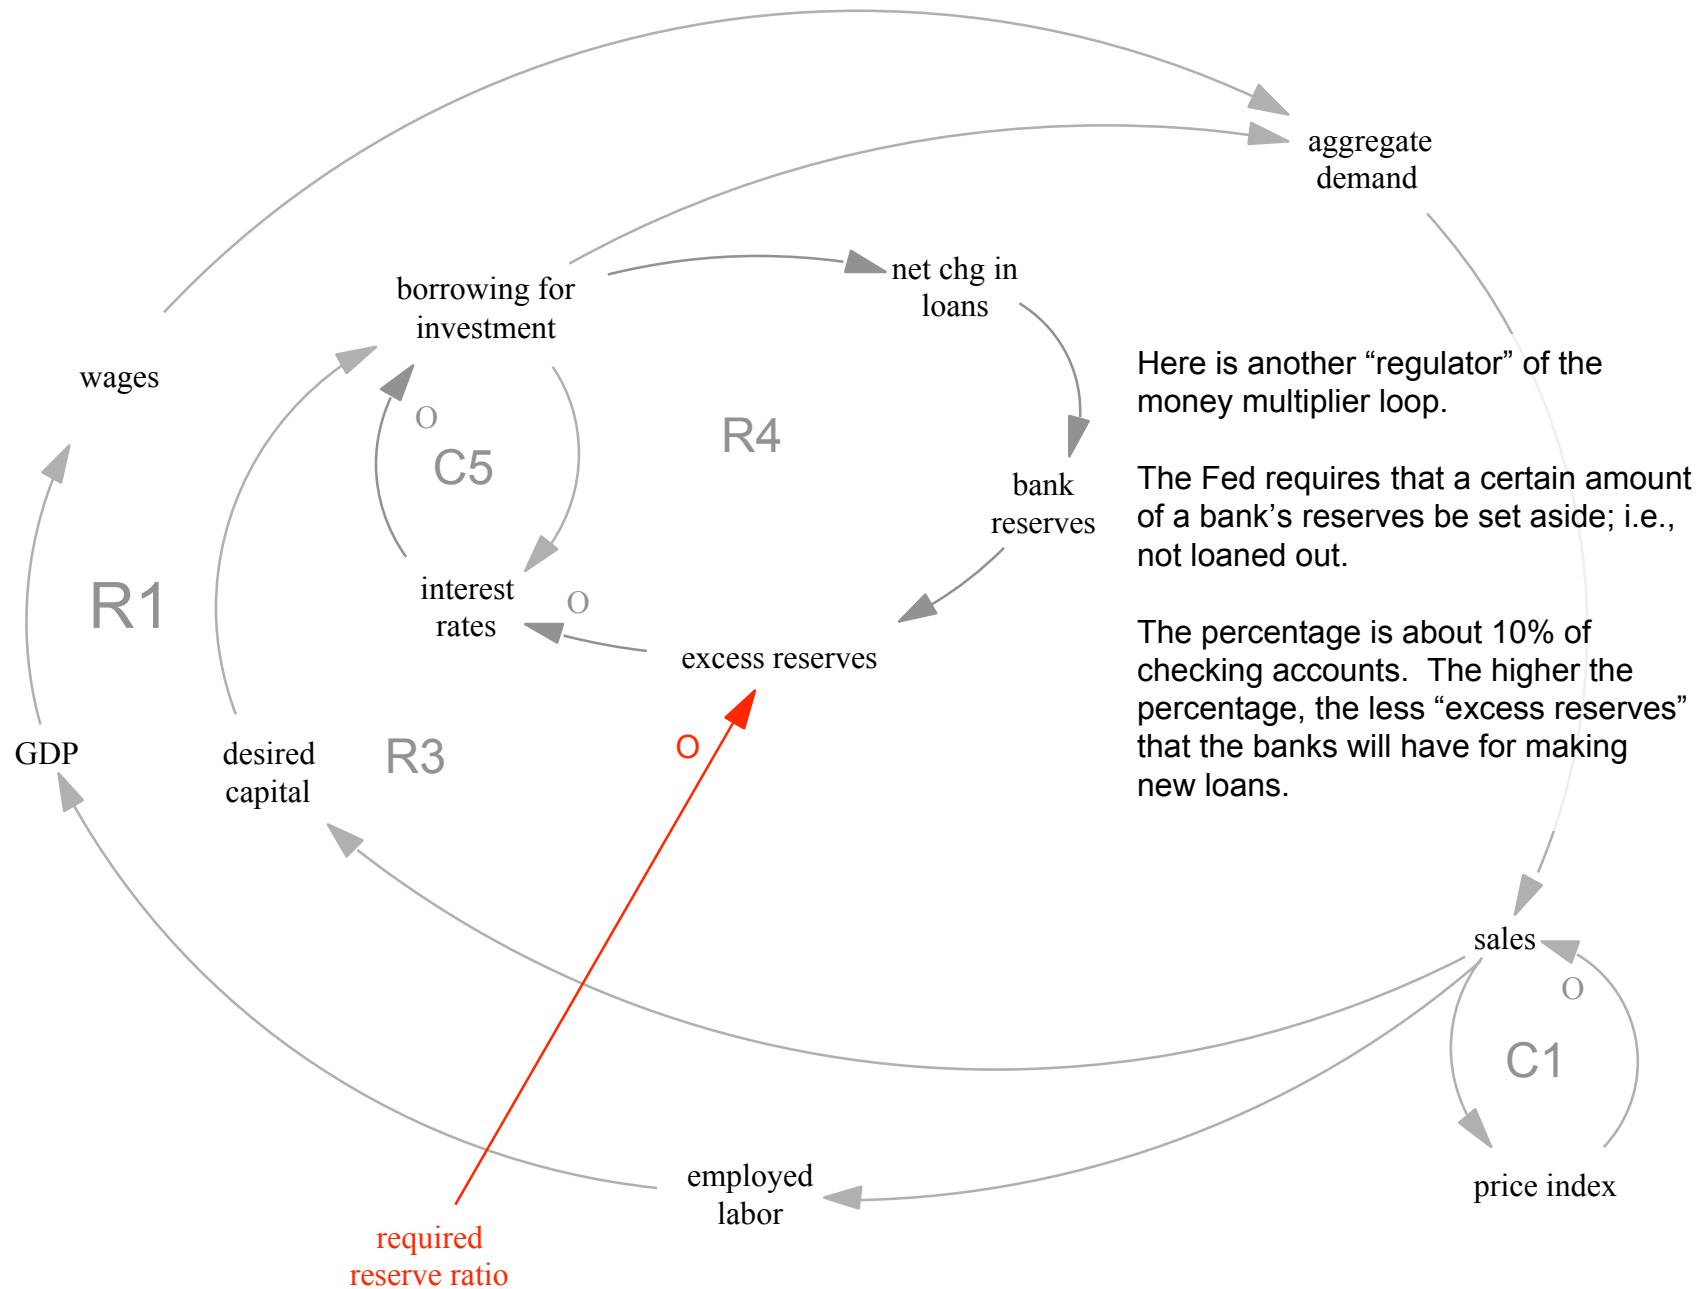 aggregate
demand
borrowing for
investment
net chg in
loans
wages
O
C5
R4
bank
reserves
Here is another “regulator” of the
money multiplier loop.
The Fed requires that a certain amount
of a bank’s reserves be set aside; i.e.,
not loaned out.
The percentage is about 10% of
checking accounts.  The higher the
percentage, the less “excess reserves”
that the banks will have for making
new loans.
R1
interest
rates
O
excess reserves
GDP
desired
capital
R3
O
sales
O
C1
employed
labor
price index
required
reserve ratio